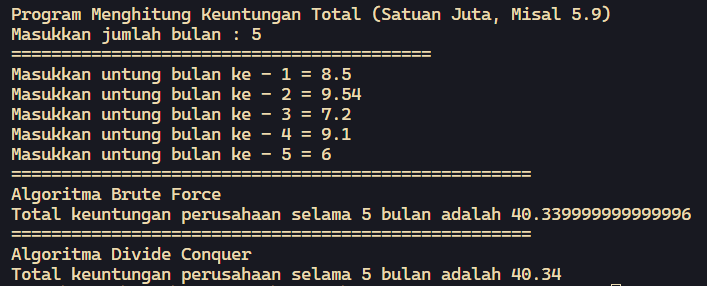 Program Menghitung Keuntungan Total (Satuan Juta, Misal 5.9)
Masukkan jumlah bulan : 5
==========================================
Masukkan untung bulan ke - 1 = 8.5
Masukkan untung bulan ke - 2 = 9.54
Masukkan untung bulan ke - 3 = 7.2
Masukkan untung bulan ke - 4 = 9.1
Masukkan untung bulan ke - 5 = 6
====================================================
Algoritma Brute Force
Total keuntungan perusahaan selama 5 bulan adalah 40.339999999999996
====================================================
Algoritma Divide Conquer
Total keuntungan perusahaan selama 5 bulan adalah 40.34